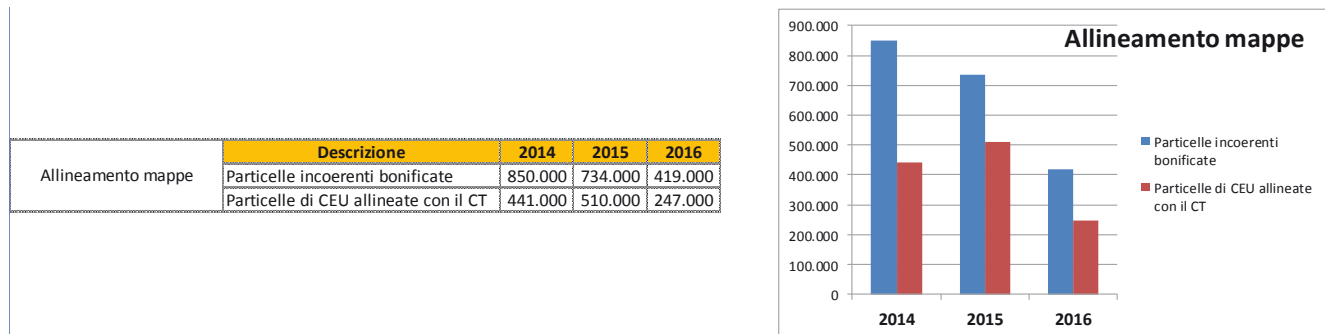 Descrizione 2014 2015 2016
Allineamento mappe Particelle incoerenti bonificate 850.000 734.000 419.000
Particelle di CEU allineate con il CT 441.000 510.000 247.000
Allineamento mappe
900.000
800.000
700.000
600.000
500.000
400.000
300.000
200.000
100.000
0
2014 2015 2016
Particelle incoerenti
bonificate
Particelle di CEU allineate
con il CT